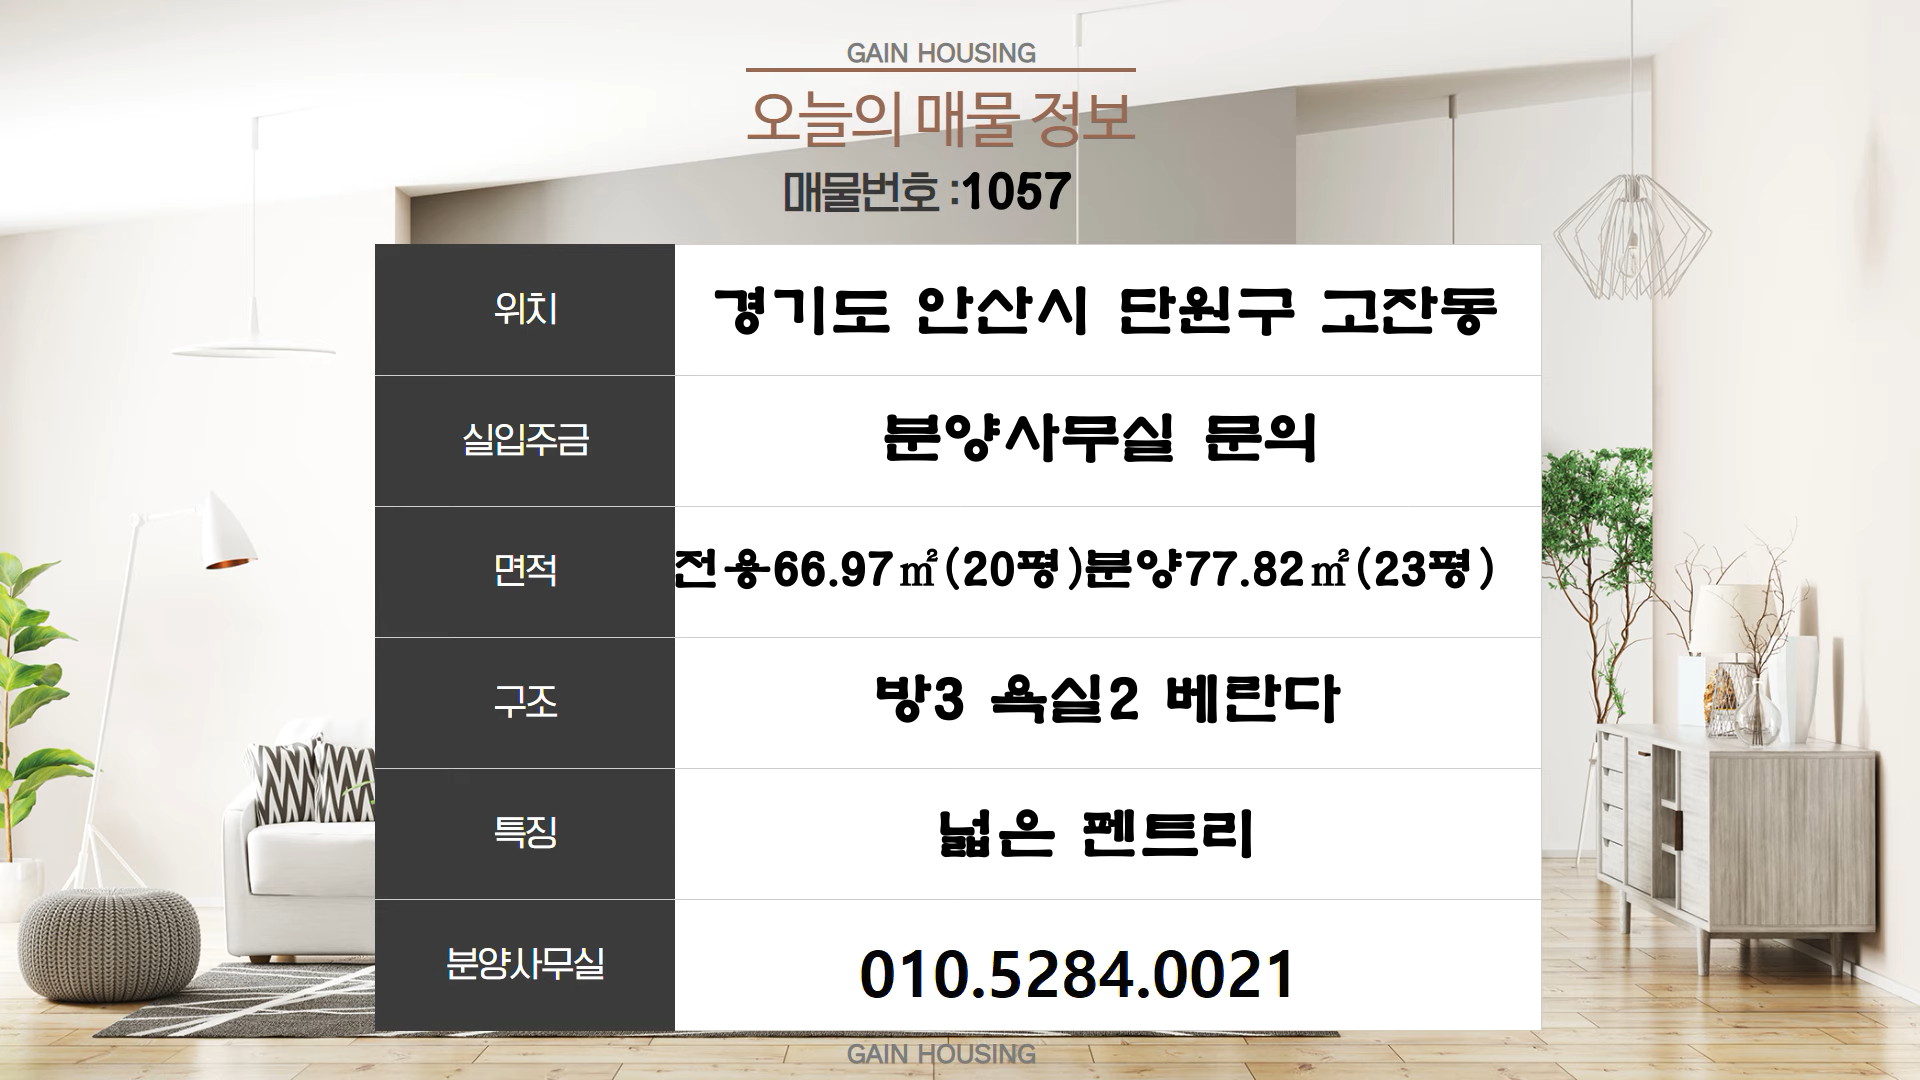 GAIN HOUSING
오늘의 매물 정보
매물번호 :1057
위치 경기도 안산시 단원구 고잔동
실입주금 분양사무실 문의
면적 전용66.97㎡(20평)분양77.82㎡(23평)
구조 방3 욕실2 베란다
특징 넓은 펜트리
분양사무실 010.5284.0021
GAIN HOUSING